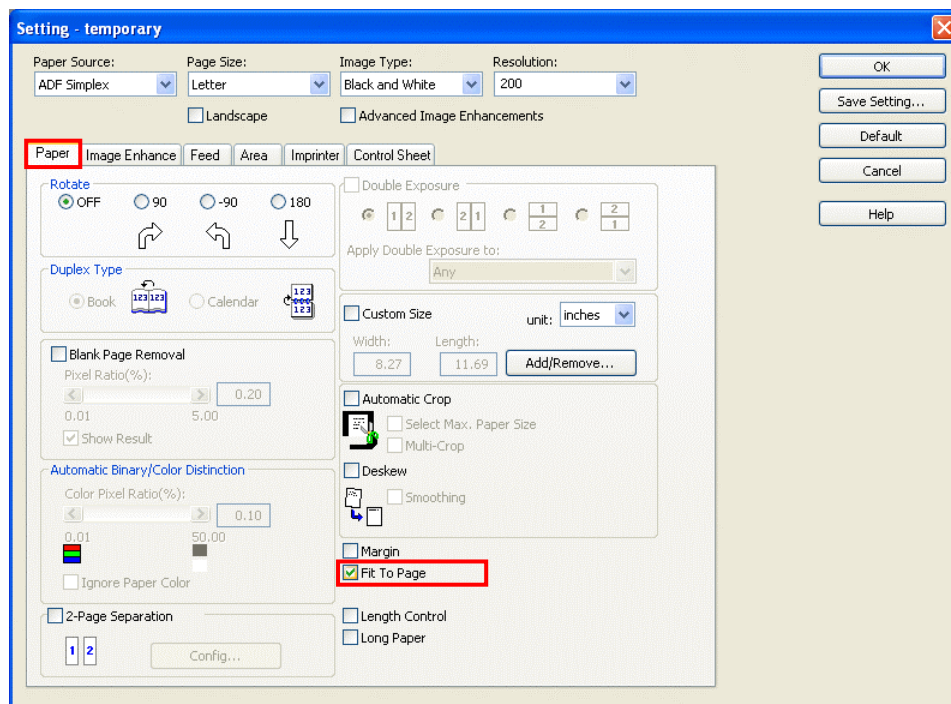 Setting - temporary
Paper Source: Page Size: Image Type: Resolution:
ADF Simplex Letter Black and White 200
Landscape Advanced Image Enhancements
OK
Save Setting...
Default
Cancel
Help
Paper Image Enhance Feed Area Imprinter Control Sheet
Rotate
OFF 90 -90 180
Duplex Type
Book 123 123 Calendar 123 123
Blank Page Removal
Pixel Ratio(%):
0.20
0.01 5.00
Show Result
Automatic Binary/Color Distinction
Color Pixel Ratio(%):
0.10
0.01 50.00
Ignore Paper Color
2-Page Separation
1 2 Config...
Double Exposure
1 2 2 1 1 2 2 1
Apply Double Exposure to:
Any
Custom Size unit: inches
Width: Length:
8.27 11.69 Add/Remove...
Automatic Crop
Select Max. Paper Size
Multi-Crop
Deskew
Smoothing
Margin
Fit To Page
Length Control
Long Paper